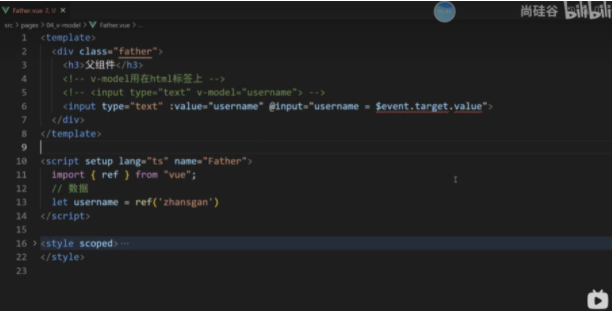 Father.vue 2, U ×
尚硅谷 bilibili
src > pages > 04_v-model > Father.vue > ...
1 <template>
2 <div class="father">
3 <h3>父组件</h3>
4 <!-- v-model用在html标签上 -->
5 <!-- <input type="text" v-model="username"> -->
6 <input type="text" :value="username" @input="username = $event.target.value">
7 </div>
8 </template>
9
10 <script setup lang="ts" name="Father">
11 import { ref } from "vue";
12 // 数据
13 let username = ref('zhansgan')
14 </script>
15
16 > <style scoped> ...
22 </style>
23